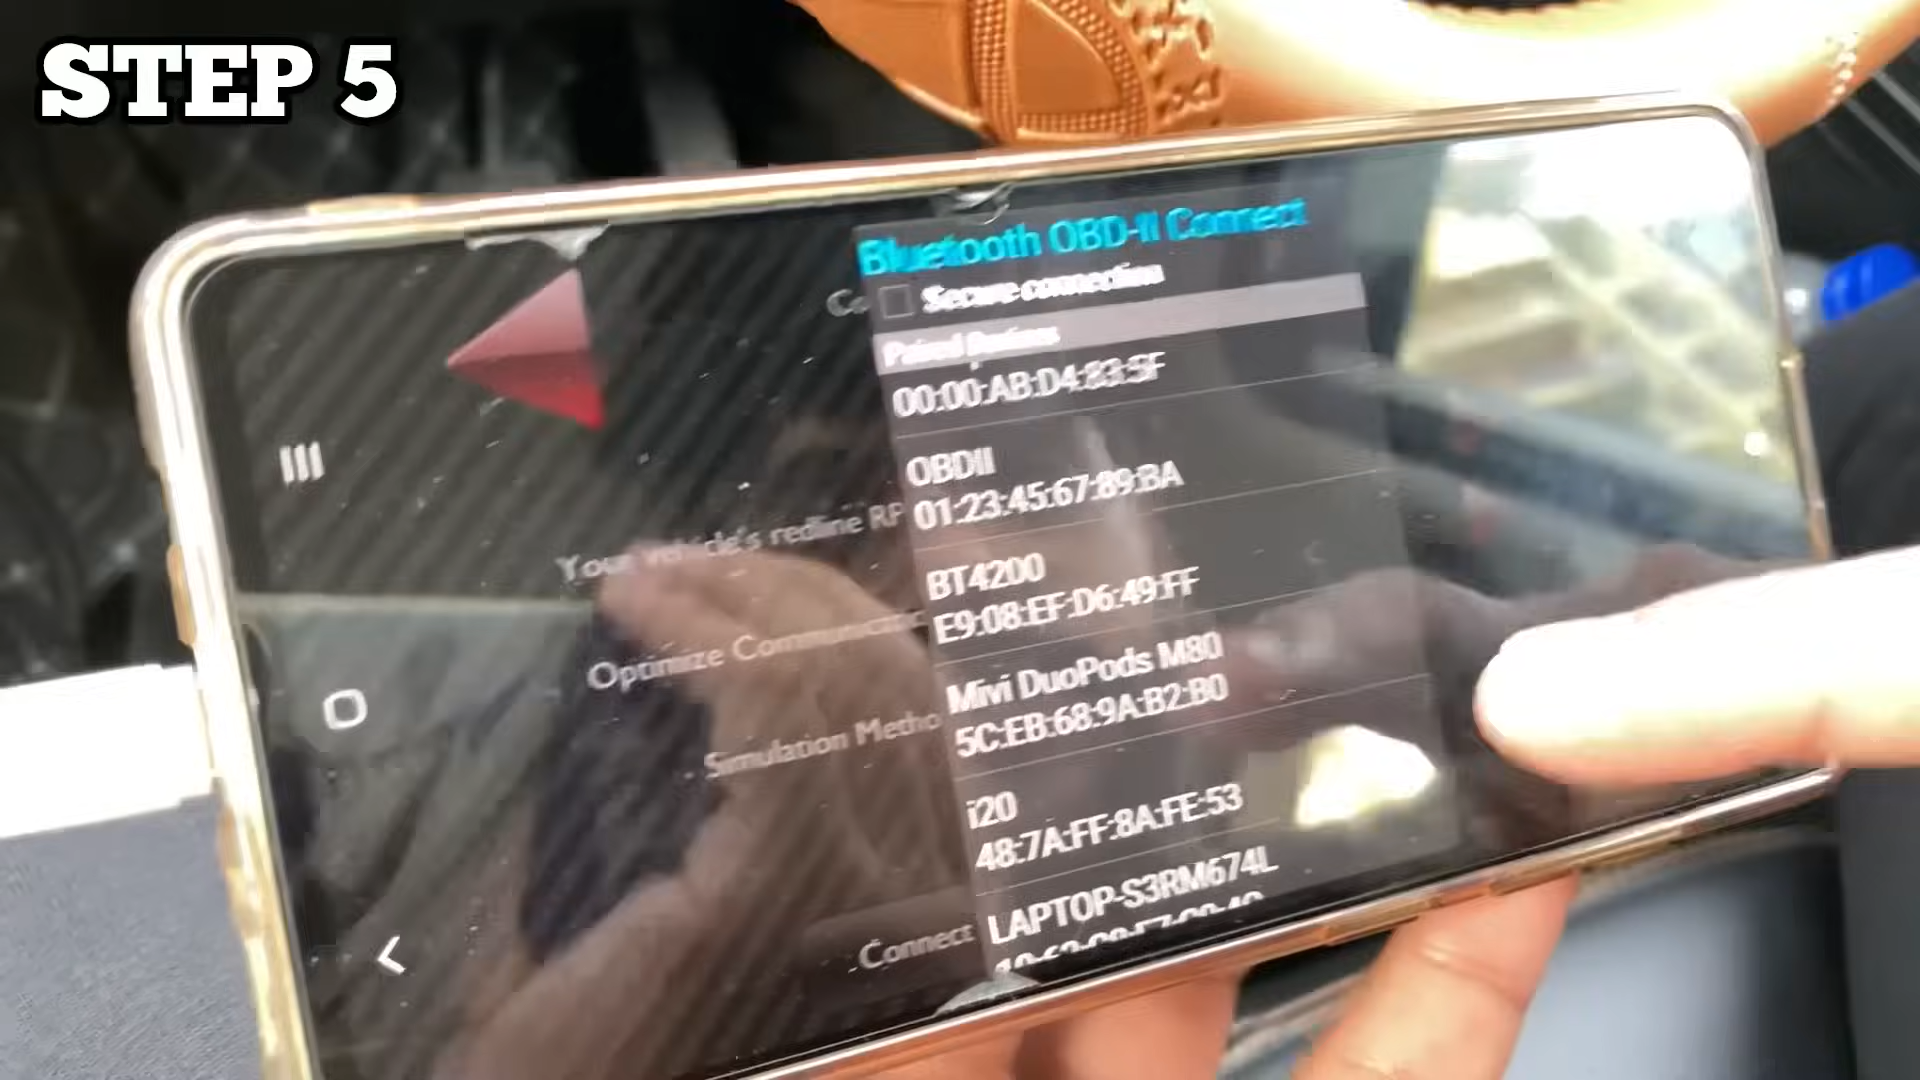 STEP 5
Bluetooth OBD-II Connect
Secure connection
Paired Devices
00:00:AB:D4:83:5F
OBDII
01:23:45:67:89:BA
BT4200
E9:08:EF:D6:49:FF
Mivi DuoPods M80
5C:EB:68:9A:B2:B0
i20
48:7A:FF:8A:FE:53
LAPTOP-S3RM674L
Your vehicle's redline RP
Optimize Communicatio
Simulation Metho
Connect